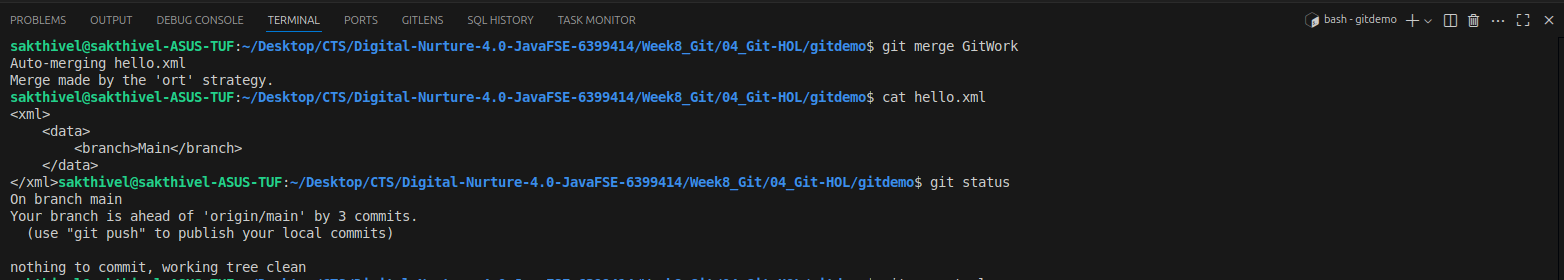 PROBLEMS OUTPUT DEBUG CONSOLE TERMINAL PORTS GITLENS SQL HISTORY TASK MONITOR bash - gitdemo
sakthivel@sakthivel-ASUS-TUF:~/Desktop/CTS/Digital-Nurture-4.0-JavaFSE-6399414/Week8_Git/04_Git-HOL/gitdemo$ git merge GitWork
Auto-merging hello.xml
Merge made by the 'ort' strategy.
sakthivel@sakthivel-ASUS-TUF:~/Desktop/CTS/Digital-Nurture-4.0-JavaFSE-6399414/Week8_Git/04_Git-HOL/gitdemo$ cat hello.xml
<xml>
    <data>
        <branch>Main</branch>
    </data>
</xml>sakthivel@sakthivel-ASUS-TUF:~/Desktop/CTS/Digital-Nurture-4.0-JavaFSE-6399414/Week8_Git/04_Git-HOL/gitdemo$ git status
On branch main
Your branch is ahead of 'origin/main' by 3 commits.
  (use "git push" to publish your local commits)
nothing to commit, working tree clean